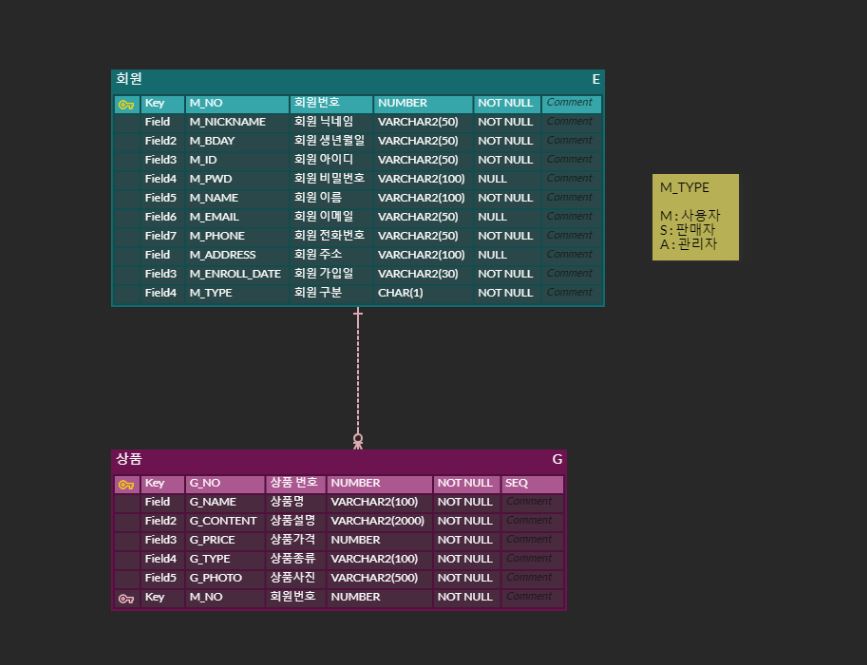 회원 E
Key M_NO 회원번호 NUMBER NOT NULL Comment
Field M_NICKNAME 회원 닉네임 VARCHAR2(50) NOT NULL Comment
Field2 M_BDAY 회원 생년월일 VARCHAR2(50) NOT NULL Comment
Field3 M_ID 회원 아이디 VARCHAR2(50) NOT NULL Comment
Field4 M_PWD 회원 비밀번호 VARCHAR2(100) NULL Comment
Field5 M_NAME 회원 이름 VARCHAR2(100) NOT NULL Comment
Field6 M_EMAIL 회원 이메일 VARCHAR2(50) NULL Comment
Field7 M_PHONE 회원 전화번호 VARCHAR2(50) NOT NULL Comment
Field M_ADDRESS 회원 주소 VARCHAR2(100) NULL Comment
Field3 M_ENROLL_DATE 회원 가입일 VARCHAR2(30) NOT NULL Comment
Field4 M_TYPE 회원 구분 CHAR(1) NOT NULL Comment
M_TYPE
M : 사용자
S : 판매자
A : 관리자
상품 G
Key G_NO 상품 번호 NUMBER NOT NULL SEQ
Field G_NAME 상품명 VARCHAR2(100) NOT NULL Comment
Field2 G_CONTENT 상품설명 VARCHAR2(2000) NOT NULL Comment
Field3 G_PRICE 상품가격 NUMBER NOT NULL Comment
Field4 G_TYPE 상품종류 VARCHAR2(100) NOT NULL Comment
Field5 G_PHOTO 상품사진 VARCHAR2(500) NOT NULL Comment
Key M_NO 회원번호 NUMBER NOT NULL Comment